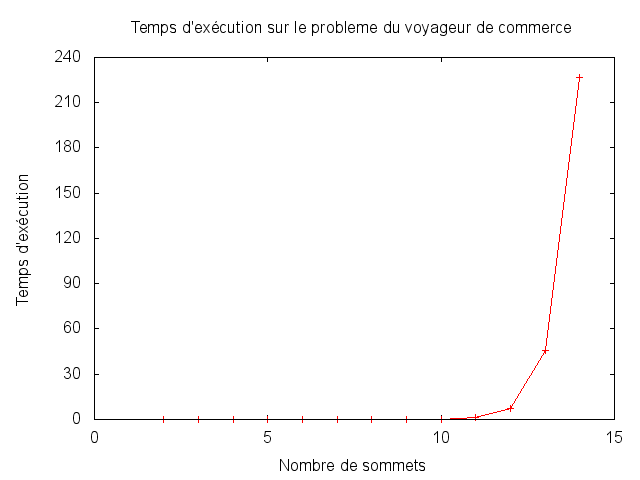 Temps d'exécution sur le probleme du voyageur de commerce
240
210
180
150
120
90
60
30
0
Temps d'exécution
0 5 10 15
Nombre de sommets